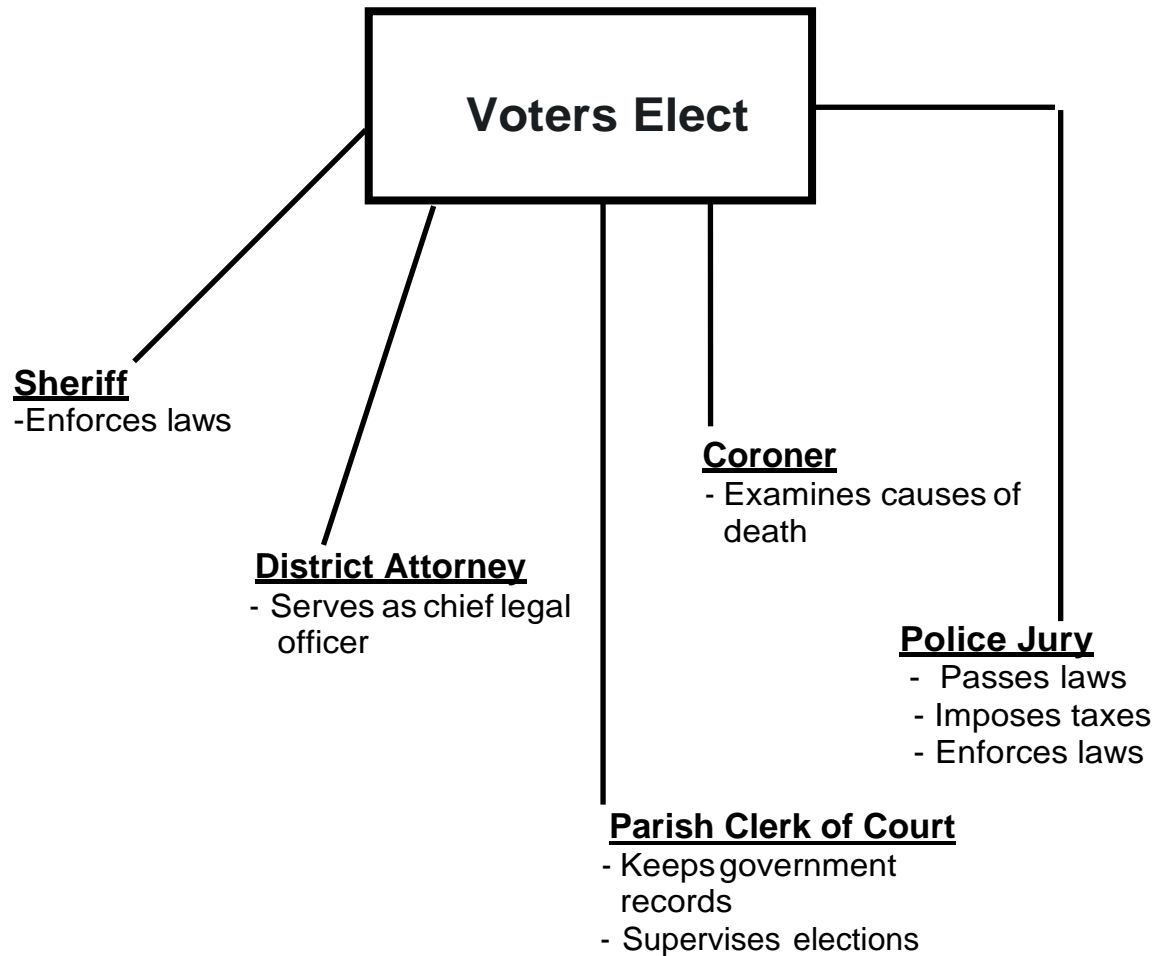 Voters Elect
Sheriff
-Enforces laws
Coroner
- Examines causes of
death
District Attorney
- Serves as chief legal
officer
Police Jury
- Passes laws
- Imposes taxes
- Enforces laws
Parish Clerk of Court
- Keeps government
records
- Supervises elections